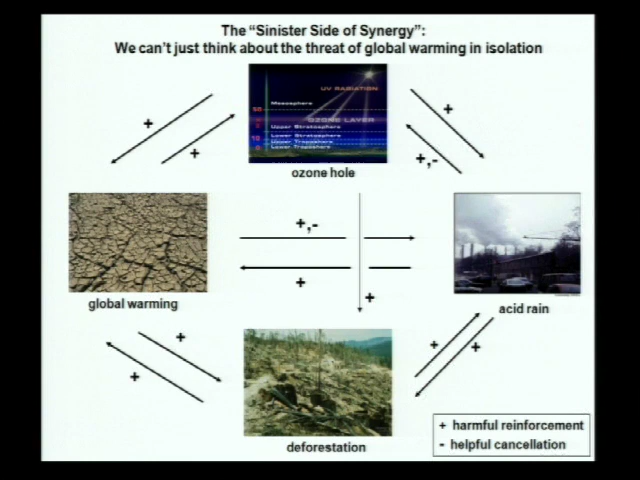 The “Sinister Side of Synergy”:
We can’t just think about the threat of global warming in isolation
UV RADIATION
Mesosphere
50
OZONE LAYER
Upper Stratosphere
Lower Stratosphere
Upper Troposphere
Lower Troposphere
ozone hole
+
+
+
+,-
+,-
+
+
global warming
acid rain
+
+
+
+
deforestation
+ harmful reinforcement
- helpful cancellation